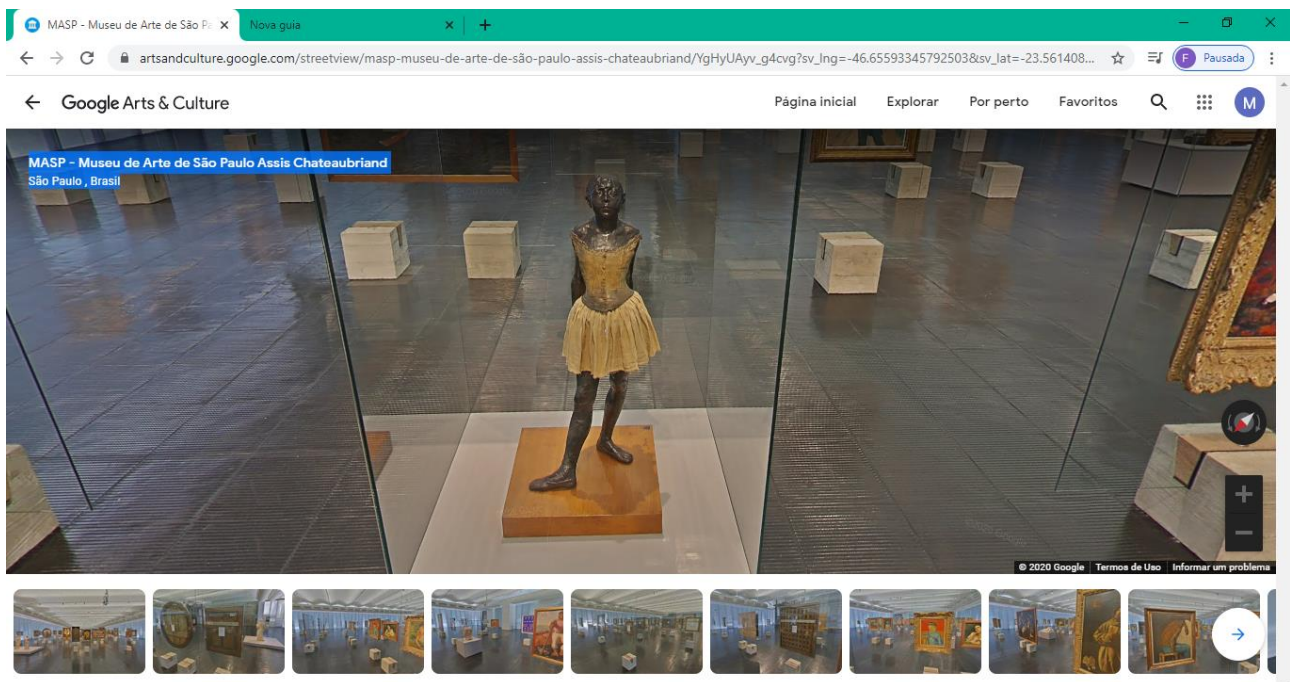 MASP - Museu de Arte de São P
Nova guia
artsandculture.google.com/streetview/masp-museu-de-arte-de-são-paulo-assis-chateaubriand/YgHyUAyv_g4cvg?sv_lng=-46.65593345792503&sv_lat=-23.561408...
F Pausada
Google Arts & Culture
Página inicial Explorar Por perto Favoritos
M
MASP - Museu de Arte de São Paulo Assis Chateaubriand
São Paulo , Brasil
© 2020 Google Termos de Uso Informar um problema